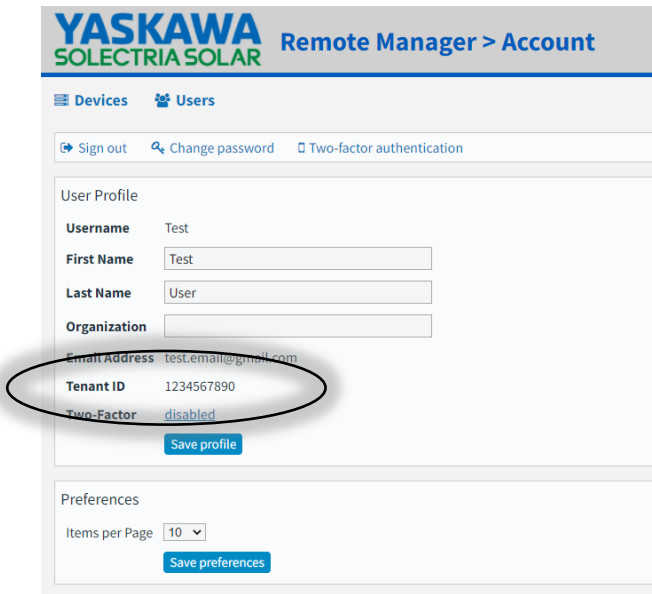 YASKAWA
SOLECTRIA SOLAR
Remote Manager > Account
Devices Users
Sign out Change password Two-factor authentication
User Profile
Username Test
First Name Test
Last Name User
Organization
Email Address test.email@gmail.com
Tenant ID 1234567890
Two-Factor disabled
Save profile
Preferences
Items per Page 10
Save preferences